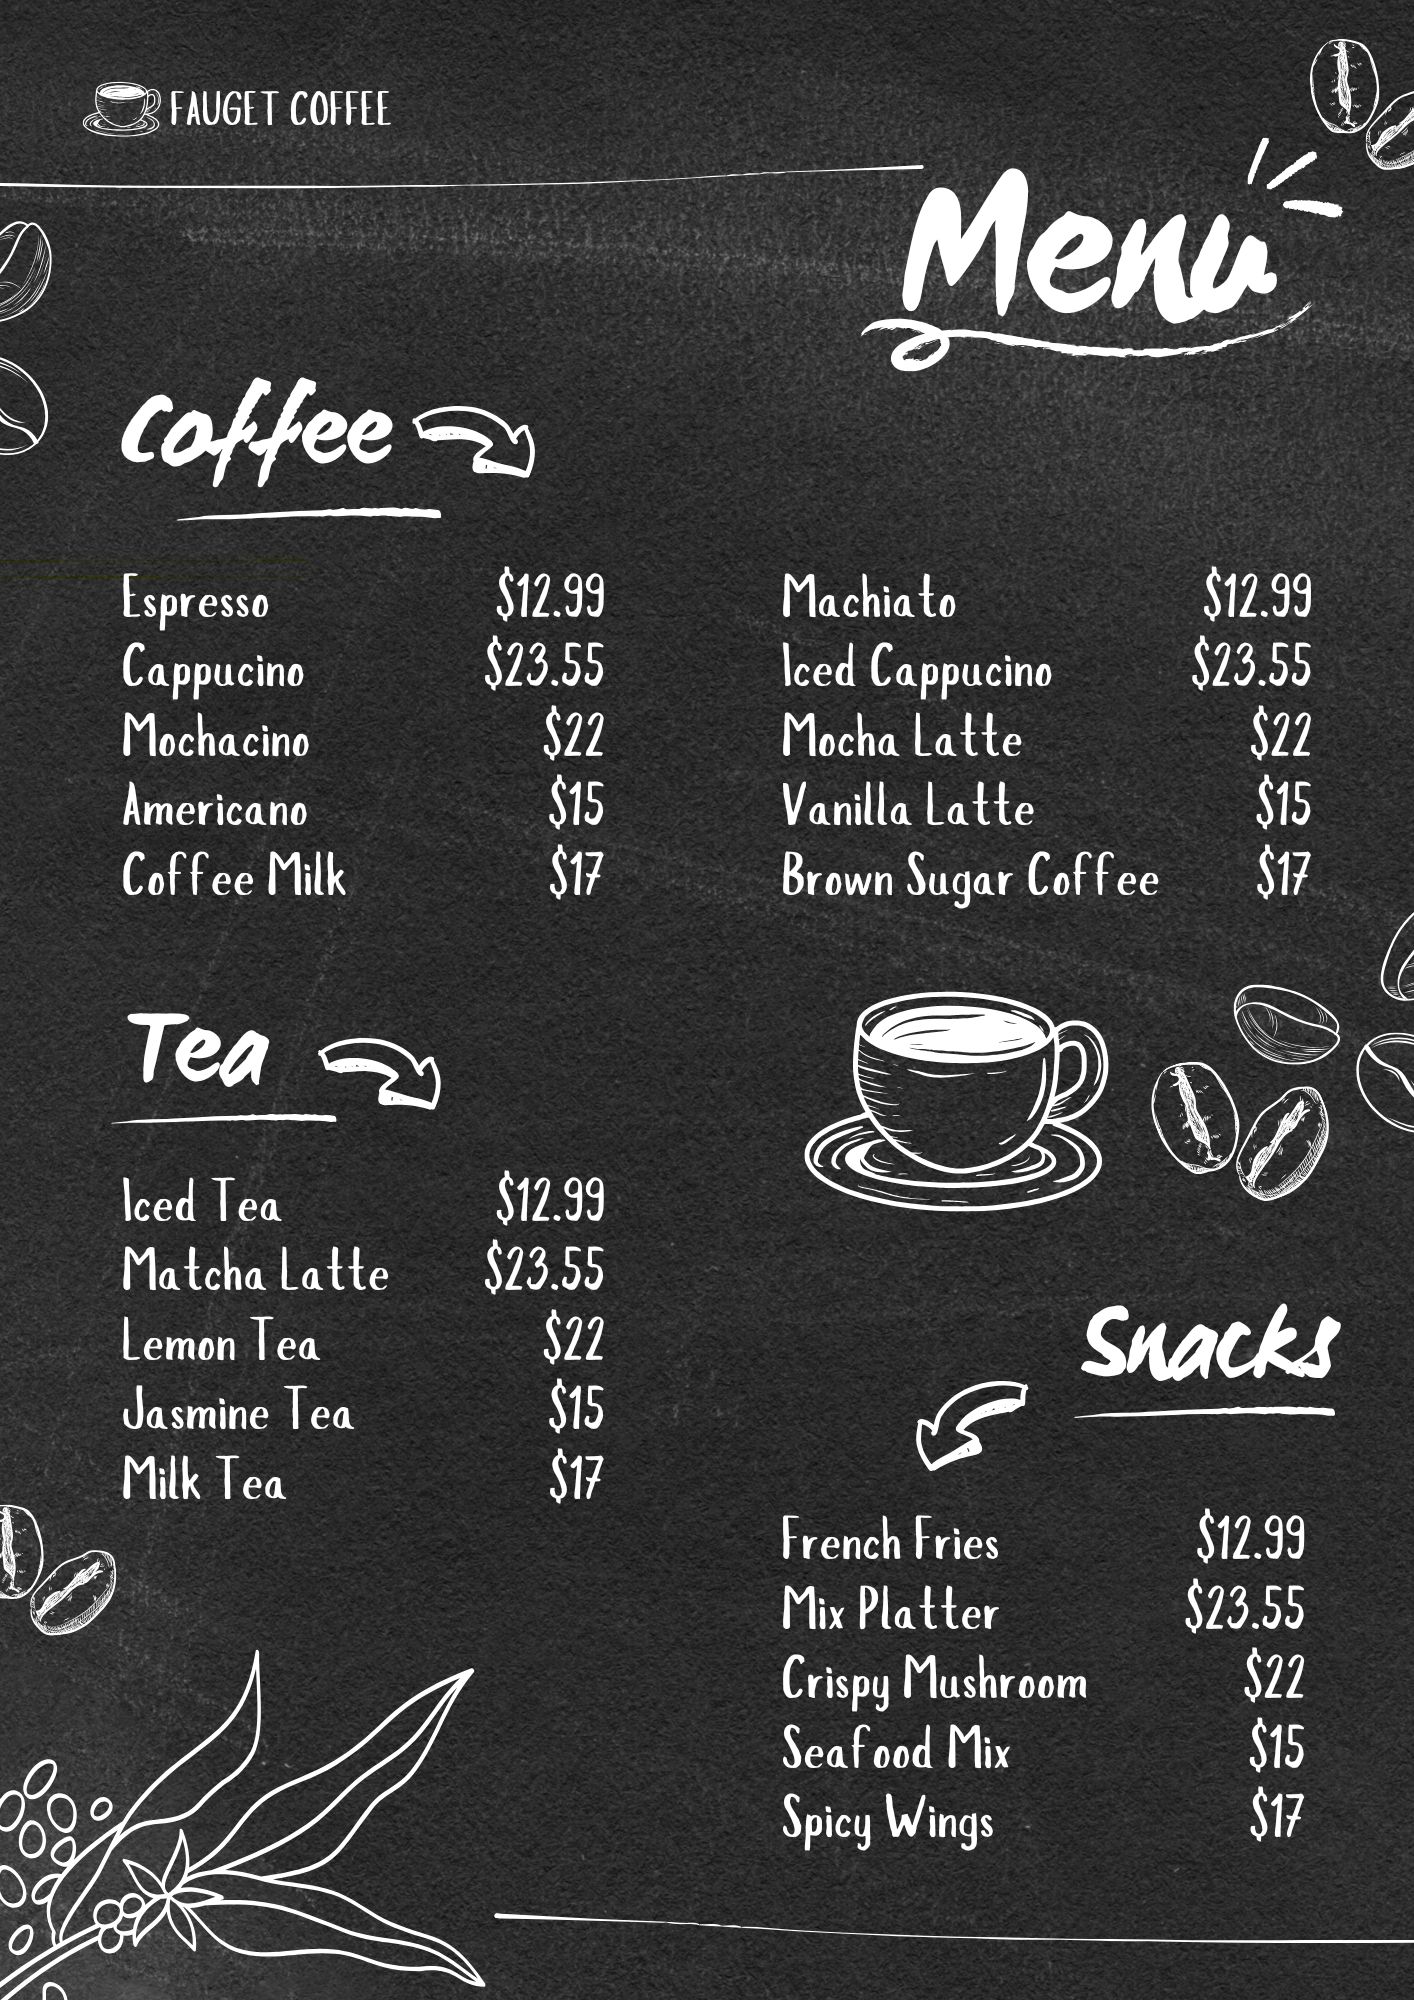 FAUGET COFFEE
Menu
Coffee
Espresso $12.99
Cappucino $23.55
Mochacino $22
Americano $15
Coffee Milk $17
Machiato $12.99
Iced Cappucino $23.55
Mocha Latte $22
Vanilla Latte $15
Brown Sugar Coffee $17
Tea
Iced Tea $12.99
Matcha Latte $23.55
Lemon Tea $22
Jasmine Tea $15
Milk Tea $17
Snacks
French Fries $12.99
Mix Platter $23.55
Crispy Mushroom $22
Seafood Mix $15
Spicy Wings $17